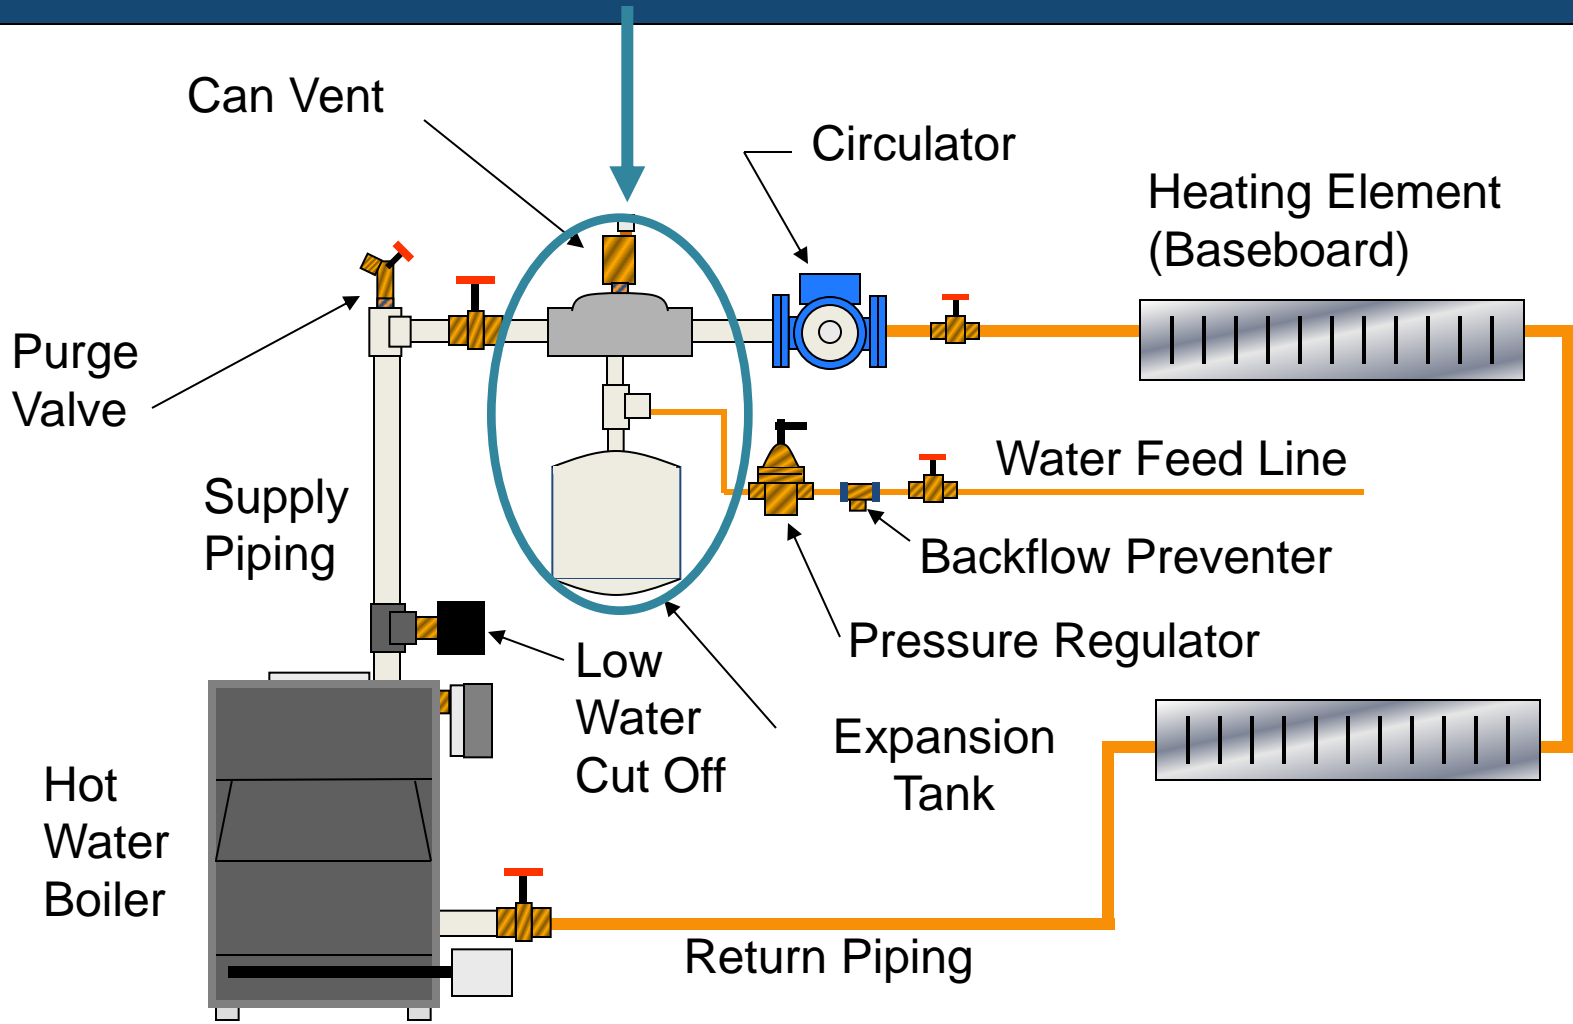 Can Vent
Circulator
Heating Element
(Baseboard)
Purge
Valve
Water Feed Line
Supply
Piping
Backflow Preventer
Pressure Regulator
Low
Water
Cut Off
Expansion
Tank
Hot
Water
Boiler
Return Piping